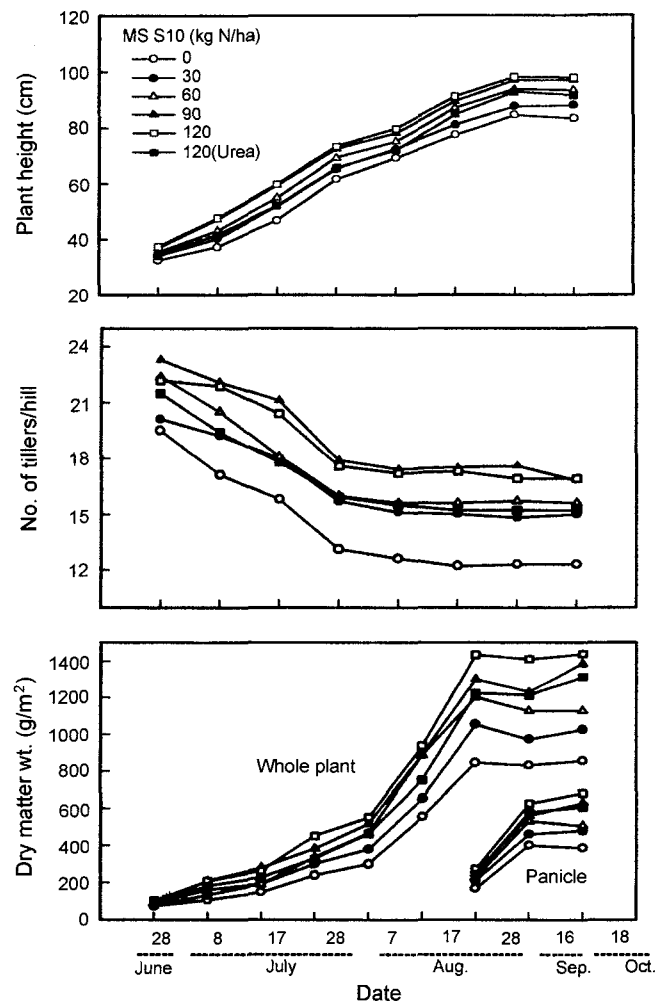 120
100
80
60
40
20
Plant height (cm)
MS S10 (kg N/ha)
0
30
60
90
120
120(Urea)
24
21
18
15
12
No. of tillers/hill
1400
1200
1000
800
600
400
200
0
Dry matter wt. (g/m²)
Whole plant
Panicle
28 8 17 28 7 17 28 16 18
June July Aug. Sep. Oct.
Date